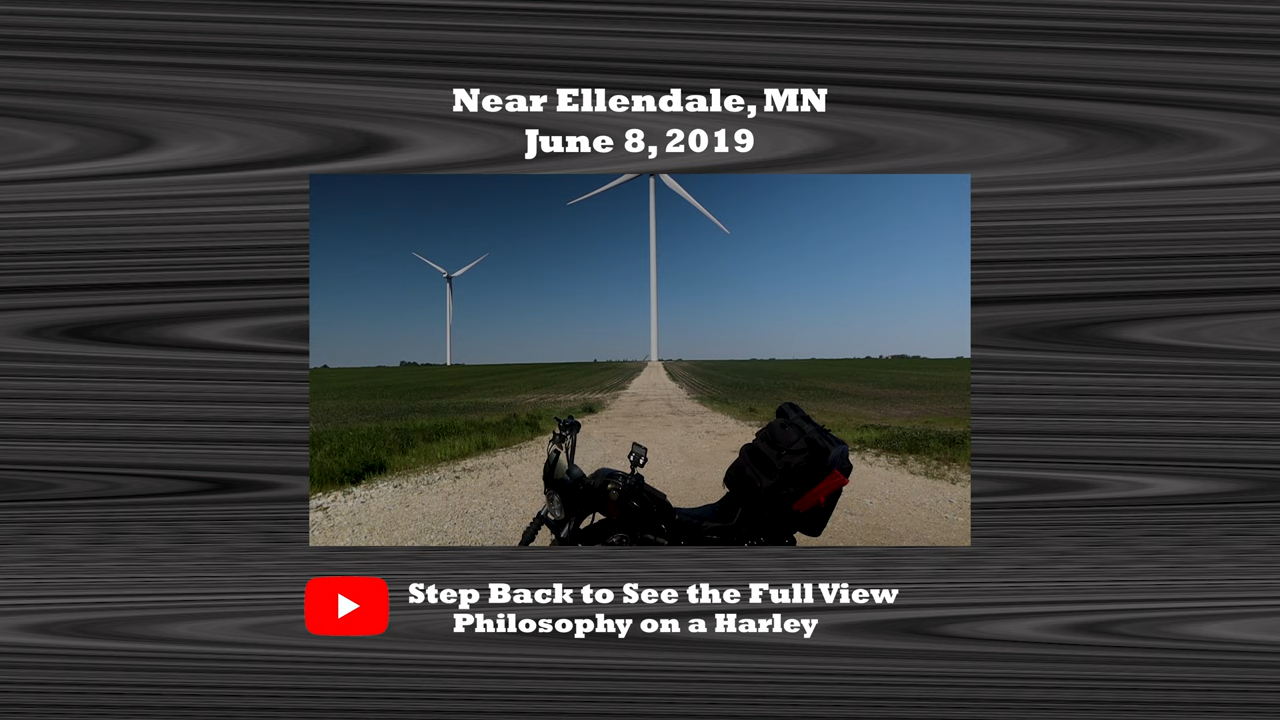 Near Ellendale, MN
June 8, 2019
Step Back to See the Full View
Philosophy on a Harley